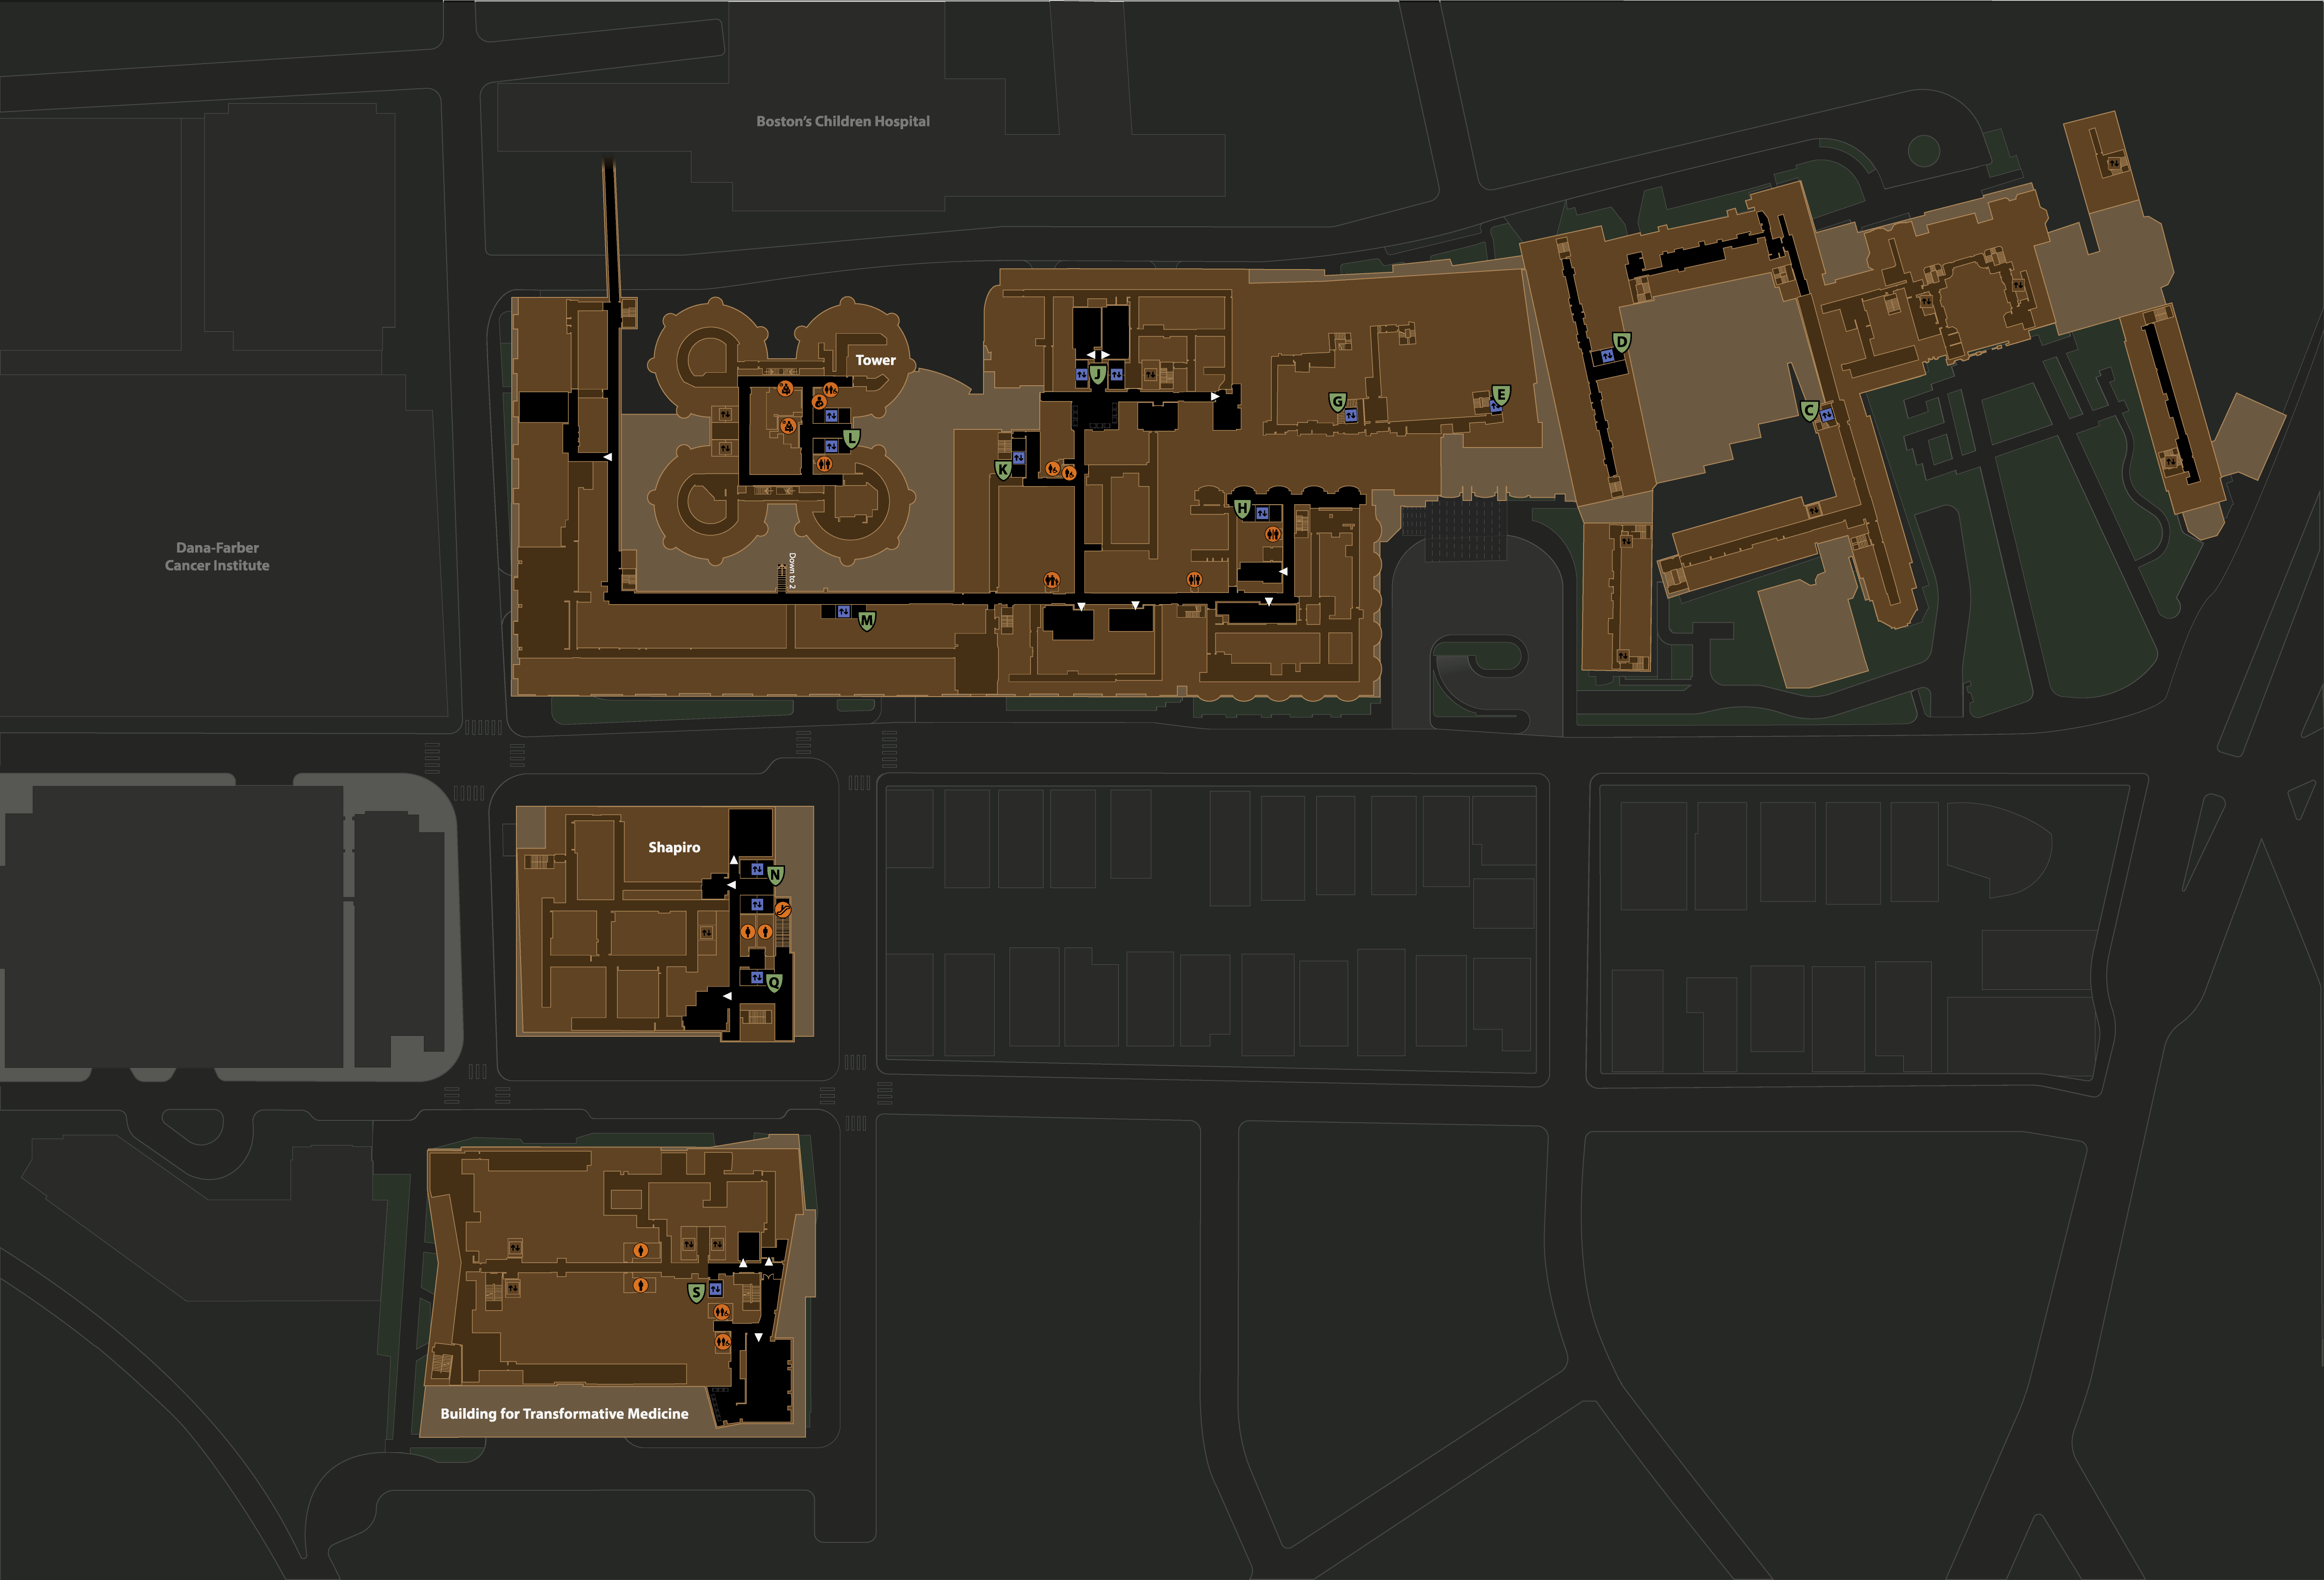 Boston's Children Hospital
Tower
D
J
G
E
C
L
K
H
Dana-Farber
Cancer Institute
Down to 2
M
Shapiro
N
Q
S
Building for Transformative Medicine